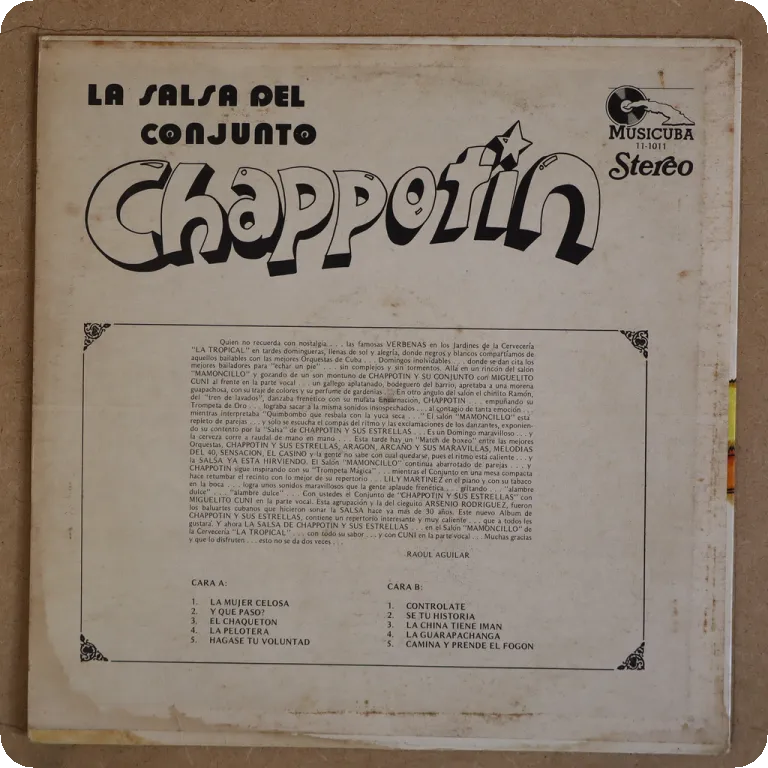 LA SALSA DEL
CONJUNTO
Chappotin
MUSICUBA
11-1011
Stereo
Quien no recuerda con nostalgia. . . . las famosas VERBENAS en los Jardines de la Cervecería
"LA TROPICAL" en tardes domingueras, llenas de sol y alegría, donde negros y blancos compartíamos de
aquellos bailables con las mejores Orquestas de Cuba . . . Domingos inolvidables . . . donde se dan cita los
mejores bailadores para "echar un pie" . . . sin complejos y sin tormentos. Allá en un rincón del salón
"MAMONCILLO" y gozando de un son montuno de CHAPPOTIN Y SU CONJUNTO con MIGUELITO
CUNI al frente en la parte vocal . . . un gallego aplatanado, bodeguero del barrio, apretaba a una morena
guapachosa, con su traje de colores y su perfume de gardenias . . . En otro ángulo del salón el chinito Ramón,
del "tren de lavados", danzaba frenético con su mulata Encarnación, CHAPPOTIN . . . empuñando su
Trompeta de Oro . . . lograba sacar a la misma sonidos insospechados . . . al contagio de tanta emoción . . .
mientras interpretaba "Quimbombo que resbala con la yuca seca . . ." El salón "MAMONCILLO" está
repleto de parejas . . . y solo se escucha el compas del ritmo y las exclamaciones de los danzantes, exponien-
do su contento por la "Salsa" de CHAPPOTIN Y SUS ESTRELLAS . . . Es un Domingo maravilloso . . . y
la cerveza corre a raudal de mano en mano . . . Esta tarde hay un "Match de boxeo" entre las mejores
Orquestas, CHAPPOTIN Y SUS ESTRELLAS, ARAGON, ARCAÑO Y SUS MARAVILLAS, MELODIAS
DEL 40, SENSACION, EL CASINO y la gente no sabe con cual quedarse, pues el ritmo está caliente . . . y
la SALSA YA ESTA HIRVIENDO. El Salón "MAMONCILLO" continúa abarrotado de parejas . . . y
CHAPPOTIN sigue inspirando con su "Trompeta Mágica" . . . mientras el Conjunto en una mesa compacta
hace retumbar el recinto con lo mejor de su repertorio . . . LILY MARTINEZ en el piano y con su tabaco
en la boca . . . logra unos sonidos maravillosos que la gente aplaude frenética . . . gritando . . . "alambre
dulce" . . . "alambre dulce" . . . Con ustedes el Conjunto de "CHAPPOTIN Y SUS ESTRELLAS" con
MIGUELITO CUNI en la parte vocal. Esta agrupación y la del cieguito ARSENIO RODRIGUEZ, fueron
los baluartes cubanos que hicieron sonar la SALSA hace ya más de 30 años. Este nuevo Album de
CHAPPOTIN Y SUS ESTRELLAS, contiene un repertorio interesante y muy caliente . . . que a todos les
gustará. Y ahora LA SALSA DE CHAPPOTIN Y SUS ESTRELLAS . . . en el Salón "MAMONCILLO" de
la Cervecería "LA TROPICAL" . . . con todo su sabor . . . y con CUNI en la parte vocal . . . Muchas gracias
y que lo disfruten . . . esto no se da dos veces . . .
RAOUL AGUILAR
CARA A:
1. LA MUJER CELOSA
2. Y QUE PASO?
3. EL CHAQUETON
4. LA PELOTERA
5. HAGASE TU VOLUNTAD
CARA B:
1. CONTROLATE
2. SE TU HISTORIA
3. LA CHINA TIENE IMAN
4. LA GUARAPACHANGA
5. CAMINA Y PRENDE EL FOGON